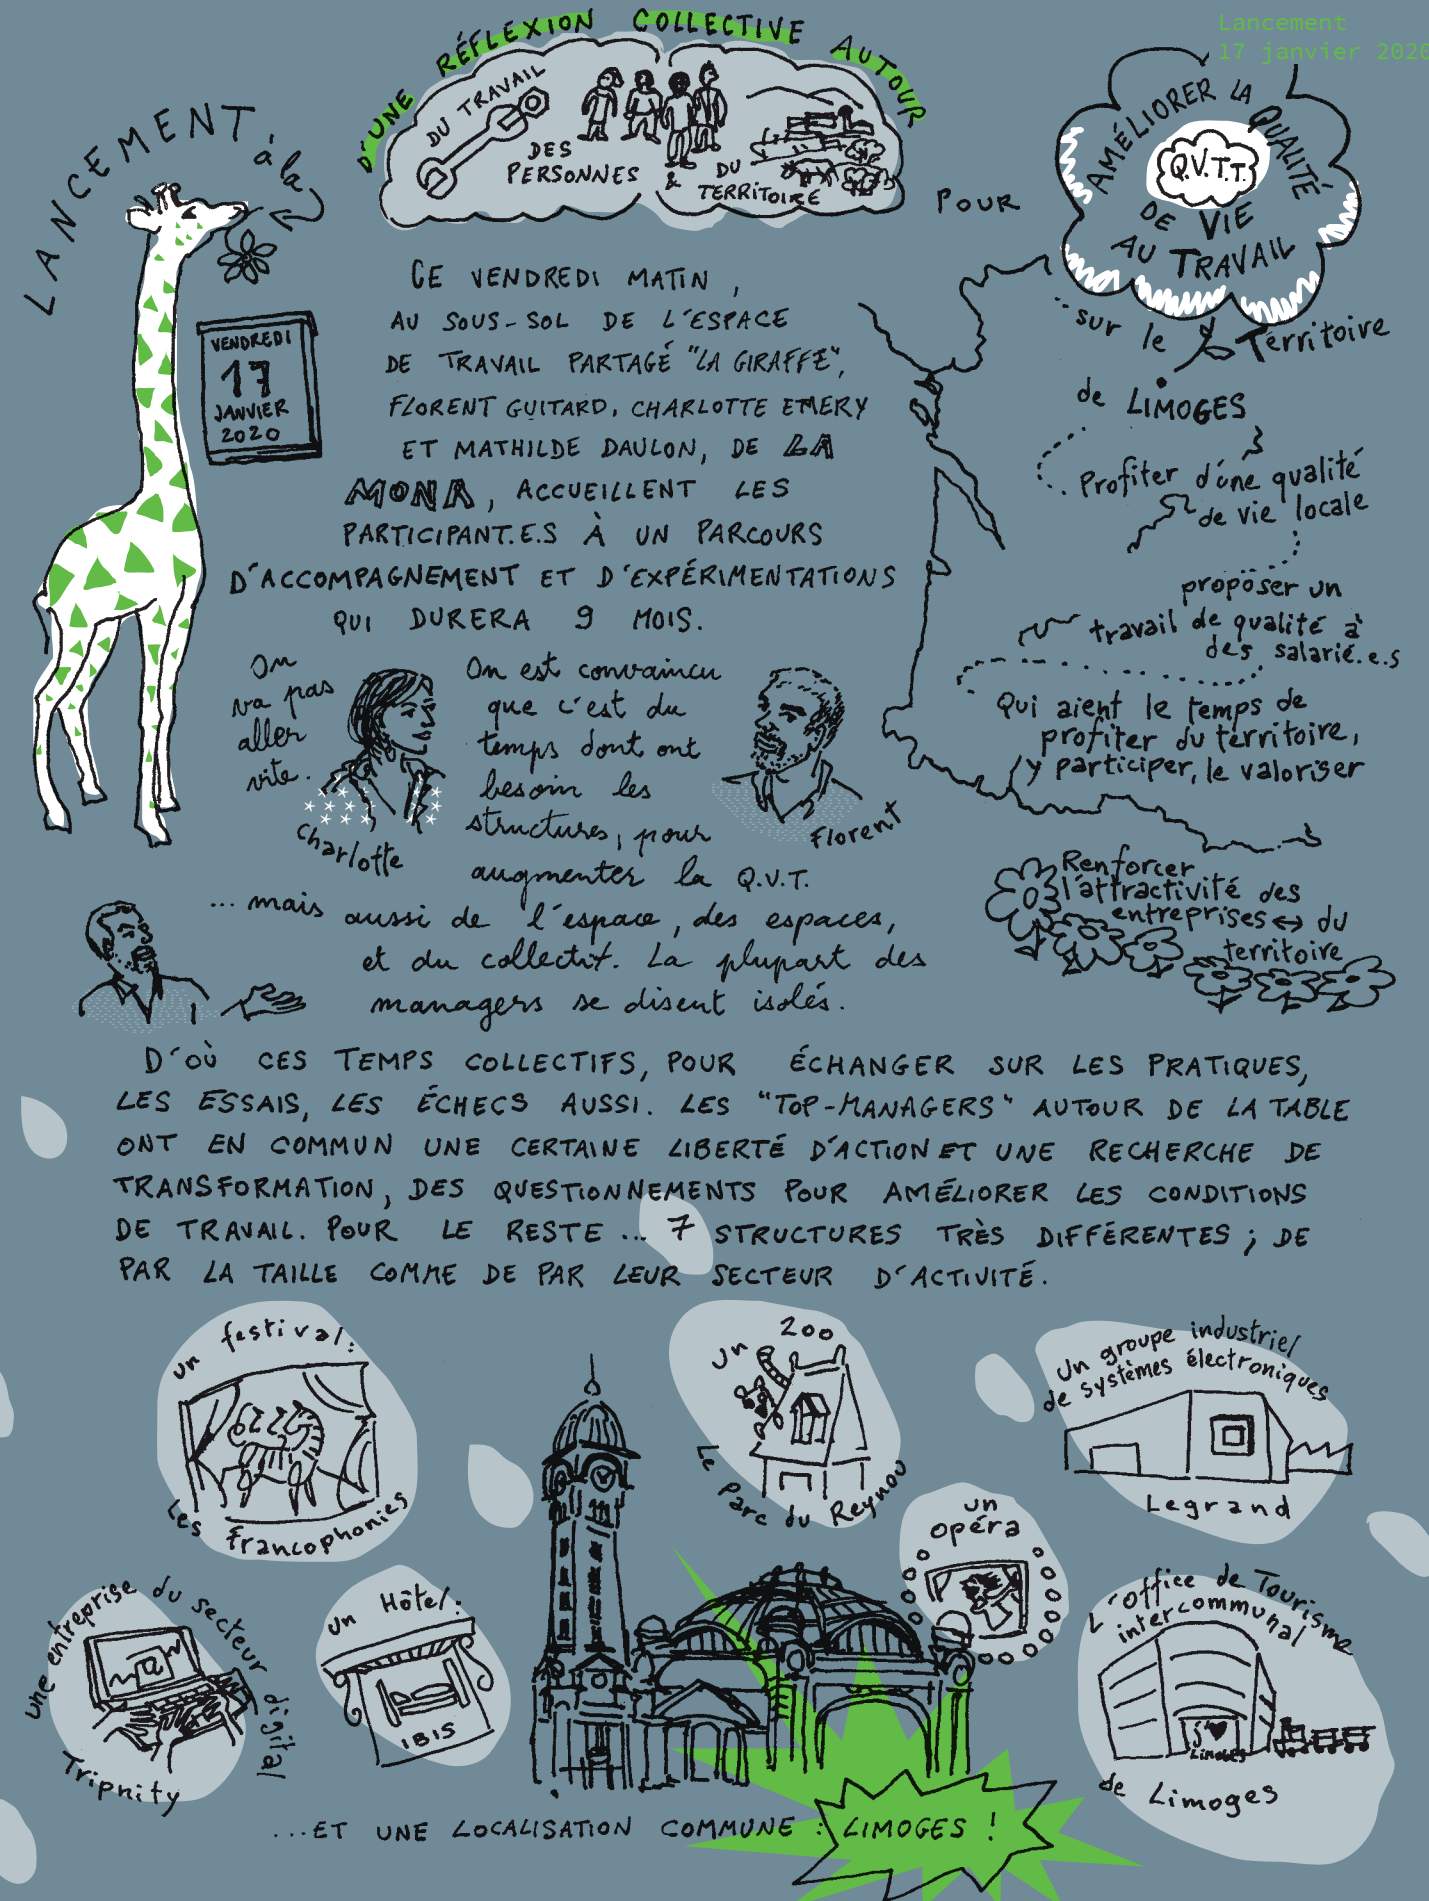 Lancement
17 janvier 2020
LANCEMENT à la
D'UNE RÉFLEXION COLLECTIVE AUTOUR
DU TRAVAIL
DES
PERSONNES
&
DU
TERRITOIRE
POUR
AMÉLIORER LA QUALITÉ
Q.V.T.T.
DE VIE
AU TRAVAIL
sur le Territoire
de LIMOGES
VENDREDI
17
JANVIER
2020
CE VENDREDI MATIN,
AU SOUS-SOL DE L'ESPACE
DE TRAVAIL PARTAGÉ "LA GIRAFFE",
FLORENT GUITARD, CHARLOTTE EMERY
ET MATHILDE DAULON, DE LA
MONA, ACCUEILLENT LES
PARTICIPANT.E.S À UN PARCOURS
D'ACCOMPAGNEMENT ET D'EXPÉRIMENTATIONS
QUI DURERA 9 MOIS.
Profiter d'une qualité
de vie locale
proposer un
travail de qualité à
des salarié.e.s
Qui aient le temps de
profiter du territoire,
y participer, le valoriser
Renforcer
l'attractivité des
entreprises ↔ du
territoire
On
va pas
aller
vite.
Charlotte
On est convaincu
que c'est du
temps dont ont
besoin les
structures, pour
augmenter la Q.V.T.
Florent
... mais aussi de l'espace, des espaces,
et du collectif. La plupart des
managers se disent isolés.
D'OÙ CES TEMPS COLLECTIFS, POUR ÉCHANGER SUR LES PRATIQUES,
LES ESSAIS, LES ÉCHECS AUSSI. LES "TOP-MANAGERS" AUTOUR DE LA TABLE
ONT EN COMMUN UNE CERTAINE LIBERTÉ D'ACTION ET UNE RECHERCHE DE
TRANSFORMATION, DES QUESTIONNEMENTS POUR AMÉLIORER LES CONDITIONS
DE TRAVAIL. POUR LE RESTE ... 7 STRUCTURES TRÈS DIFFÉRENTES ; DE
PAR LA TAILLE COMME DE PAR LEUR SECTEUR D'ACTIVITÉ.
un festival :
Les francophonies
un zoo
Le Parc du Reynou
Un groupe industriel
de systèmes électroniques
Legrand
une entreprise du secteur digital
Tripnity
un Hôtel :
IBIS
un
opéra
L'office de Tourisme
intercommunal
J'♥
LIMOGES
de Limoges
...ET UNE LOCALISATION COMMUNE : LIMOGES !